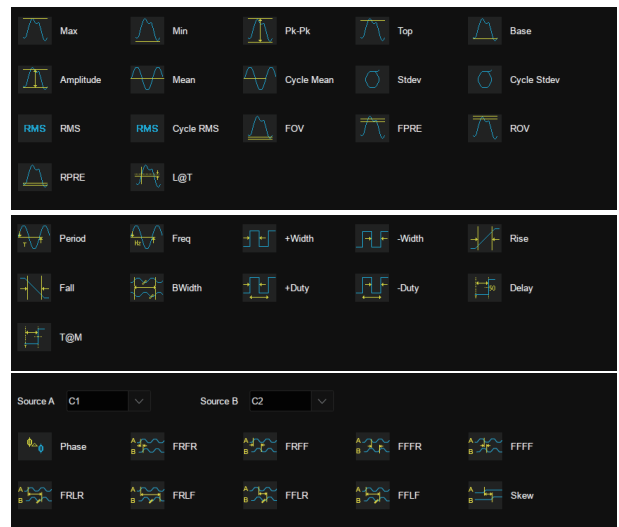 Max Min Pk-Pk Top Base
Amplitude Mean Cycle Mean Stdev Cycle Stdev
RMS RMS RMS Cycle RMS FOV FPRE ROV
RPRE L@T
Period Freq +Width -Width Rise
Fall BWidth +Duty -Duty Delay
T@M
Source A C1 Source B C2
Phase FRFR FRFF FFFR FFFF
FRLR FRLF FFLR FFLF Skew